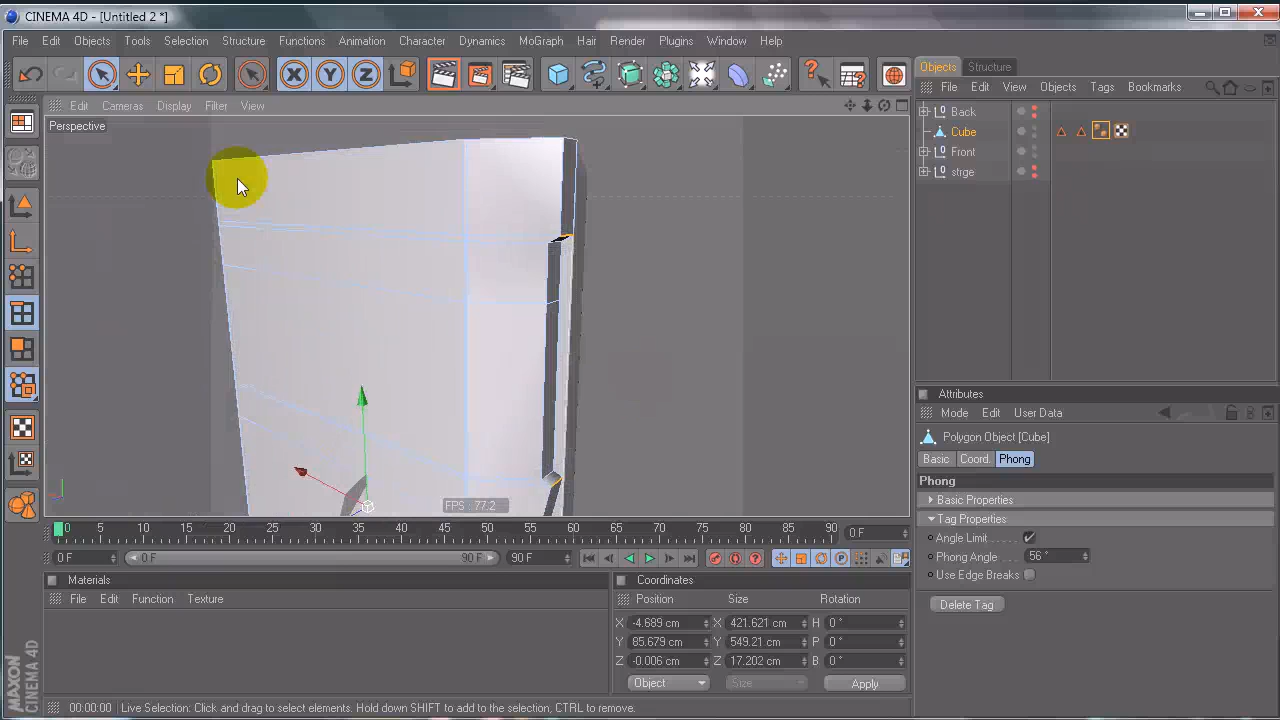 CINEMA 4D - [Untitled 2 *]
File Edit Objects Tools Selection Structure Functions Animation Character Dynamics MoGraph Hair Render Plugins Window Help
X Y Z
Objects Structure
File Edit View Objects Tags Bookmarks
Edit Cameras Display Filter View
Perspective
Back
Cube
Front
strge
Attributes
Mode Edit User Data
Polygon Object [Cube]
Basic Coord. Phong
Phong
Basic Properties
Tag Properties
Angle Limit
Phong Angle 56 °
Use Edge Breaks
Delete Tag
FPS : 77.2
0 5 10 15 20 25 30 35 40 45 50 55 60 65 70 75 80 85 90 0 F
0 F 0 F 90 F 90 F
Materials
File Edit Function Texture
Coordinates
Position Size Rotation
X -4.689 cm X 421.621 cm H 0 °
Y 85.679 cm Y 549.21 cm P 0 °
Z -0.006 cm Z 17.202 cm B 0 °
Object Size Apply
MAXON
CINEMA 4D
00:00:00 Live Selection: Click and drag to select elements. Hold down SHIFT to add to the selection, CTRL to remove.